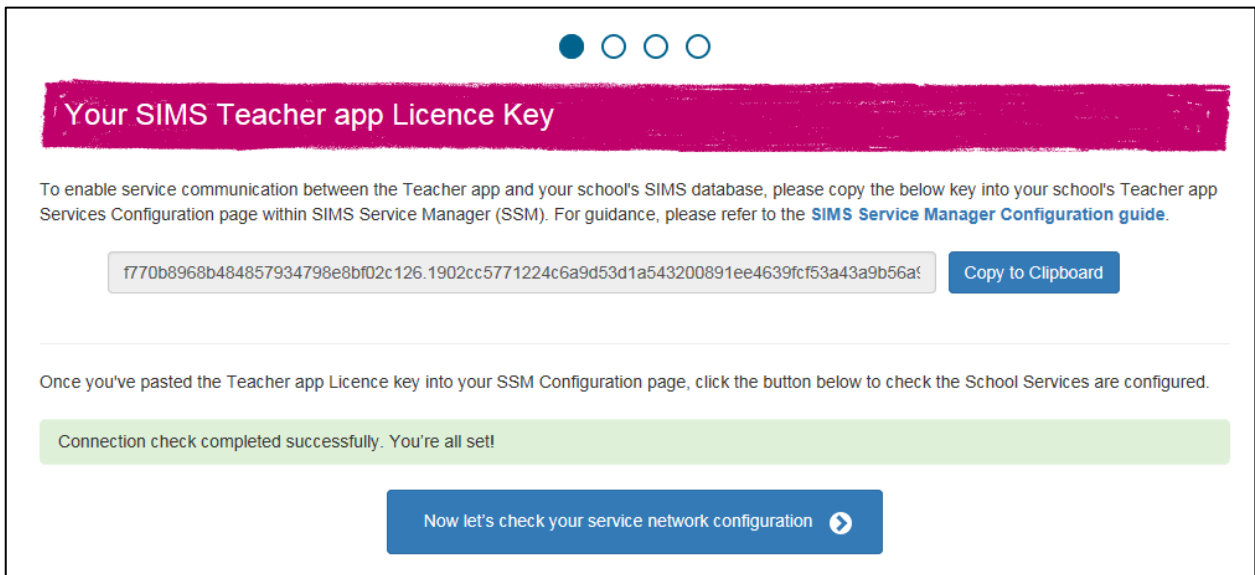 Your SIMS Teacher app Licence Key
To enable service communication between the Teacher app and your school's SIMS database, please copy the below key into your school's Teacher app
Services Configuration page within SIMS Service Manager (SSM). For guidance, please refer to the SIMS Service Manager Configuration guide.
f770b8968b484857934798e8bf02c126.1902cc5771224c6a9d53d1a543200891ee4639fcf53a43a9b56a9 Copy to Clipboard
Once you've pasted the Teacher app Licence key into your SSM Configuration page, click the button below to check the School Services are configured.
Connection check completed successfully. You're all set!
Now let's check your service network configuration